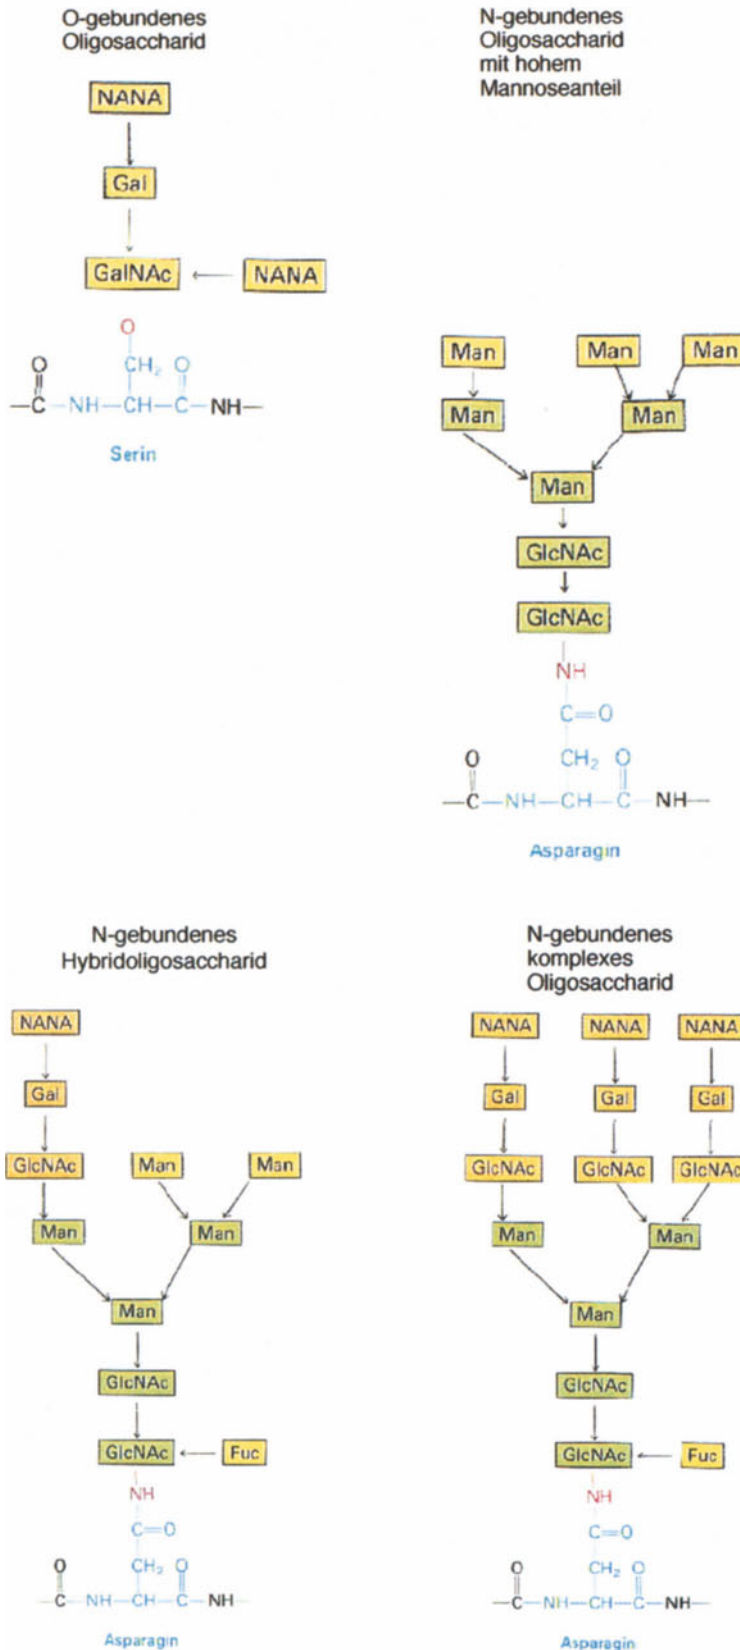 O-gebundenes
Oligosaccharid
NANA
Gal
GalNAc NANA
O
O CH₂ O
—C—NH—CH—C—NH—
Serin
N-gebundenes
Oligosaccharid
mit hohem
Mannoseanteil
Man Man Man
Man Man
Man
GlcNAc
GlcNAc
NH
C=O
O CH₂ O
—C—NH—CH—C—NH—
Asparagin
N-gebundenes
Hybridoligosaccharid
NANA
Gal
GlcNAc Man Man
Man Man
Man
GlcNAc
GlcNAc Fuc
NH
C=O
O CH₂ O
—C—NH—CH—C—NH—
Asparagin
N-gebundenes
komplexes
Oligosaccharid
NANA NANA NANA
Gal Gal Gal
GlcNAc GlcNAc GlcNAc
Man Man
Man
GlcNAc
GlcNAc Fuc
NH
C=O
O CH₂ O
—C—NH—CH—C—NH—
Asparagin